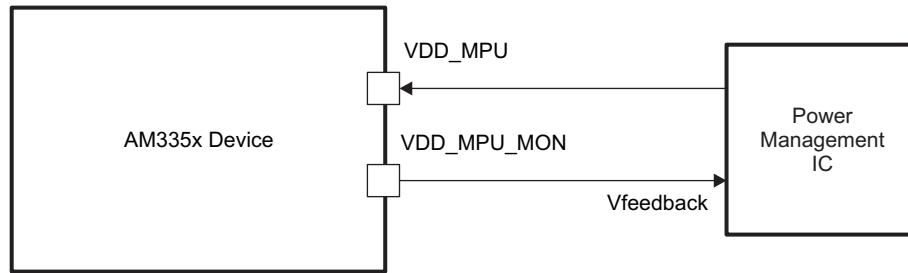 VDD_MPU
AM335x Device
Power
Management
IC
VDD_MPU_MON
Vfeedback